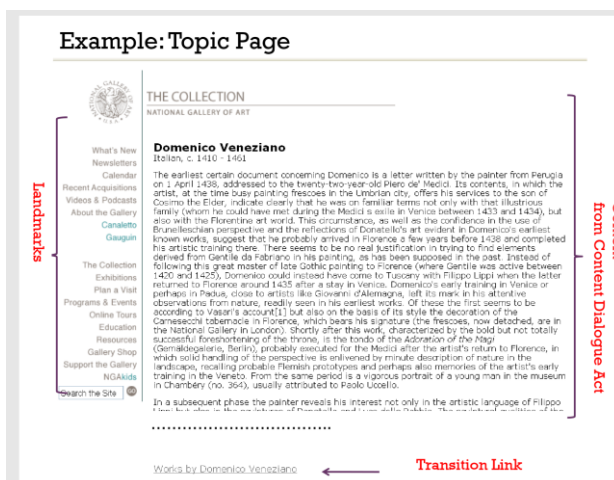 Example: Topic Page
NATIONAL GALLERY OF ART
THE COLLECTION
NATIONAL GALLERY OF ART
Landmarks
What's New
Newsletters
Calendar
Recent Acquisitions
Videos & Podcasts
About the Gallery
Canaletto
Gauguin
The Collection
Exhibitions
Plan a Visit
Programs & Events
Online Tours
Education
Resources
Gallery Shop
Support the Gallery
NGAkids
Search the Site
Domenico Veneziano
Italian, c. 1410 - 1461
The earliest certain document concerning Domenico is a letter written by the painter from Perugia
on 1 April 1438, addressed to the twenty-two-year-old Piero de' Medici. Its contents, in which the
artist, at the time busy painting frescoes in the Umbrian city, offers his services to the son of
Cosimo the Elder, indicate clearly that he was on familiar terms not only with that illustrious
family (whom he could have met during the Medici s exile in Venice between 1433 and 1434), but
also with the Florentine art world. This circumstance, as well as the confidence in the use of
Brunelleschian perspective and the reflections of Donatello's art evident in Domenico's earliest
known works, suggest that he probably arrived in Florence a few years before 1438 and completed
his artistic training there. There seems to be no real justification in trying to find elements
derived from Gentile da Fabriano in his painting, as has been supposed in the past. Instead of
following this great master of late Gothic painting to Florence (where Gentile was active between
1420 and 1425), Domenico could instead have come to Tuscany with Filippo Lippi when the latter
returned to Florence around 1435 after a stay in Venice. Domenico's early training in Venice or
perhaps in Padua, close to artists like Giovanni d'Alemagna, left its mark in his attentive
observations from nature, readily seen in his earliest works. Of these the first seems to be
according to Vasari's account[1] but also on the basis of its style the decoration of the
Carnesecchi tabernacle in Florence, which bears his signature (the frescoes, now detached, are in
the National Gallery in London). Shortly after this work, characterized by the bold but not totally
successful foreshortening of the throne, is the tondo of the Adoration of the Magi
(Gemäldegalerie, Berlin), probably executed for the Medici after the artist's return to Florence, in
which solid handling of the perspective is enlivened by minute description of nature in the
landscape, recalling probable Flemish prototypes and perhaps also memories of the artist's early
training in the Veneto. From the same period is a vigorous portrait of a young man in the museum
in Chambéry (no. 364), usually attributed to Paolo Uccello.
In a subsequent phase the painter reveals his interest not only in the artistic language of Filippo
from Content Dialogue Act
Works by Domenico Veneziano
Transition Link